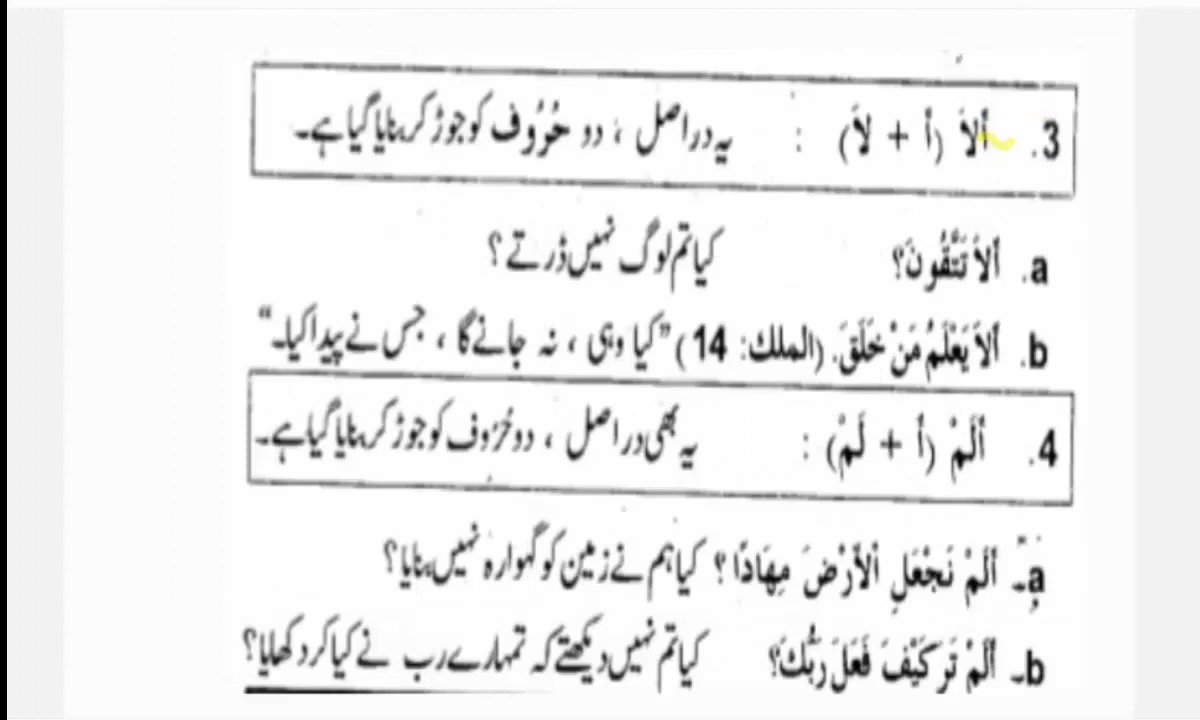 3. أَلاَ (أَ + لاَ) : یہ دراصل ، دو حُرُوف کو جوڑ کر بنایا گیا ہے۔
a. أَلاَ تَتَّقُونَ؟ کیا تم لوگ نہیں ڈرتے ؟
b. أَلاَ يَعْلَمُ مَنْ خَلَقَ. (الملك: 14) ”کیا وہی ، نہ جانے گا ، جس نے پیدا کیا۔“
4. أَلَمْ (أَ + لَمْ) : یہ بھی دراصل ، دو حُرُوف کو جوڑ کر بنایا گیا ہے۔
a۔ أَلَمْ نَجْعَلِ الْأَرْضَ مِهَادًا ؟ کیا ہم نے زمین کو گہوارہ نہیں بنایا ؟
b۔ أَلَمْ تَرَ كَيْفَ فَعَلَ رَبُّكَ؟ کیا تم نہیں دیکھتے کہ تمہارے رب نے کیا کر دکھایا ؟